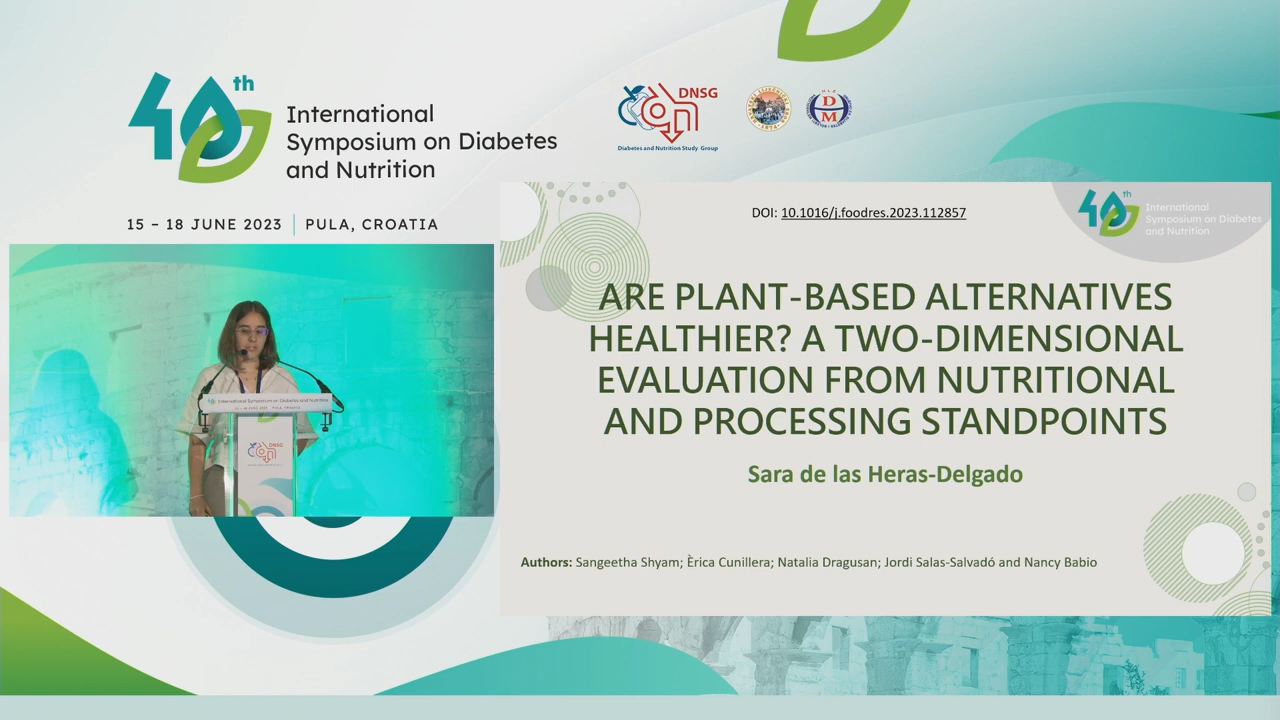 40th
International
Symposium on Diabetes
and Nutrition
15 – 18 JUNE 2023 | PULA, CROATIA
DNSG
Diabetes and Nutrition Study Group
DM
DOI: 10.1016/j.foodres.2023.112857
40th
International
Symposium on Diabetes
and Nutrition
ARE PLANT-BASED ALTERNATIVES
HEALTHIER? A TWO-DIMENSIONAL
EVALUATION FROM NUTRITIONAL
AND PROCESSING STANDPOINTS
Sara de las Heras-Delgado
Authors: Sangeetha Shyam; Èrica Cunillera; Natalia Dragusan; Jordi Salas-Salvadó and Nancy Babio
International Symposium on Diabetes and Nutrition
DNSG